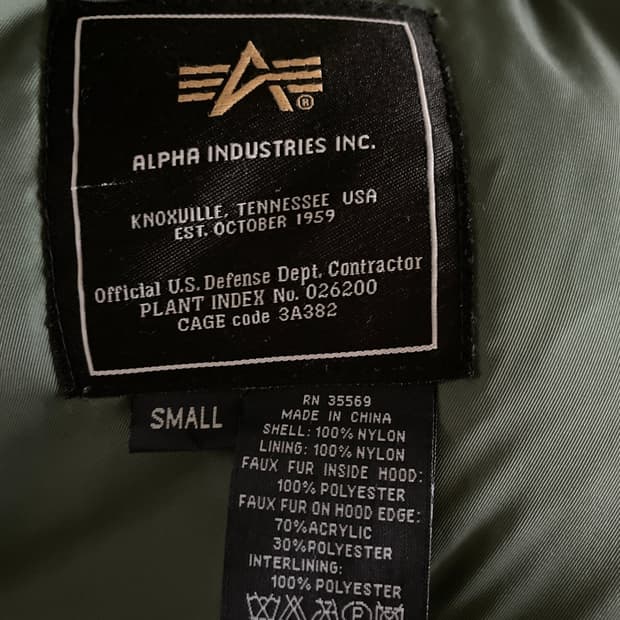 ®
ALPHA INDUSTRIES INC.
KNOXVILLE, TENNESSEE USA
EST. OCTOBER 1959
Official U.S. Defense Dept. Contractor
PLANT INDEX No. 026200
CAGE code 3A382
SMALL
RN 35569
MADE IN CHINA
SHELL: 100% NYLON
LINING: 100% NYLON
FAUX FUR INSIDE HOOD:
100% POLYESTER
FAUX FUR ON HOOD EDGE:
70% ACRYLIC
30% POLYESTER
INTERLINING:
100% POLYESTER